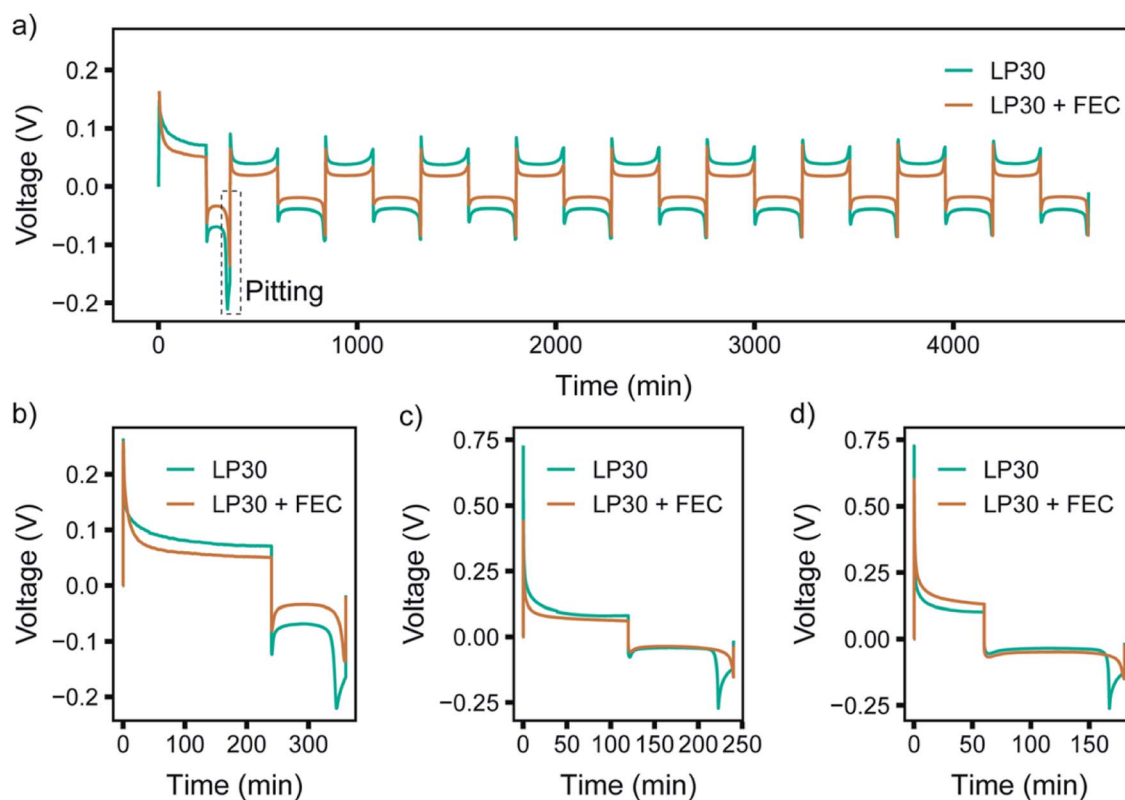 a)
Voltage (V)
0.2
0.1
0.0
−0.1
−0.2
LP30
LP30 + FEC
Pitting
0 1000 2000 3000 4000
Time (min)
b)
Voltage (V)
0.2
0.1
0.0
−0.1
−0.2
LP30
LP30 + FEC
0 100 200 300
Time (min)
c)
Voltage (V)
0.75
0.50
0.25
0.00
−0.25
LP30
LP30 + FEC
0 50 100 150 200 250
Time (min)
d)
Voltage (V)
0.75
0.50
0.25
0.00
−0.25
LP30
LP30 + FEC
0 50 100 150
Time (min)